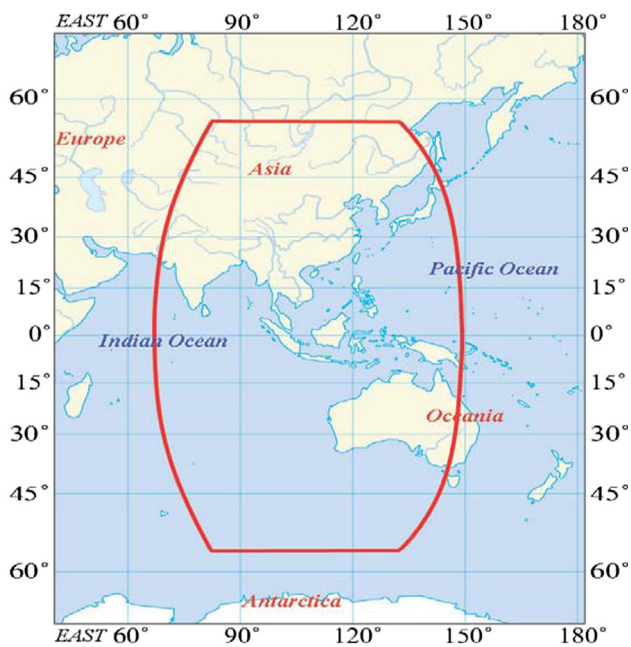 EAST 60° 90° 120° 150° 180°
60° 60°
Europe
Asia
45° 45°
30° 30°
Pacific Ocean
15° 15°
0° 0°
Indian Ocean
15° 15°
Oceania
30° 30°
45° 45°
60° 60°
Antarctica
EAST 60° 90° 120° 150° 180°